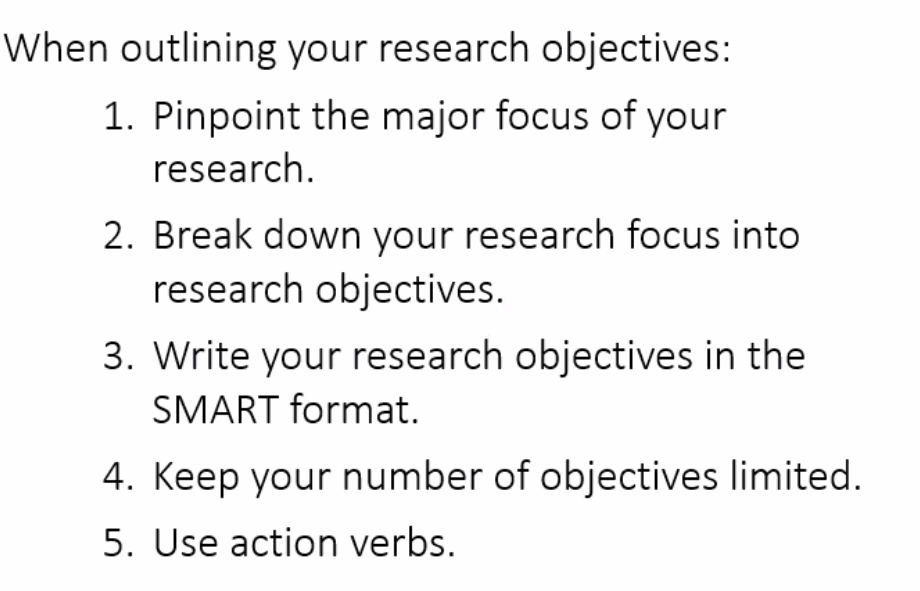 When outlining your research objectives:
1. Pinpoint the major focus of your
research.
2. Break down your research focus into
research objectives.
3. Write your research objectives in the
SMART format.
4. Keep your number of objectives limited.
5. Use action verbs.